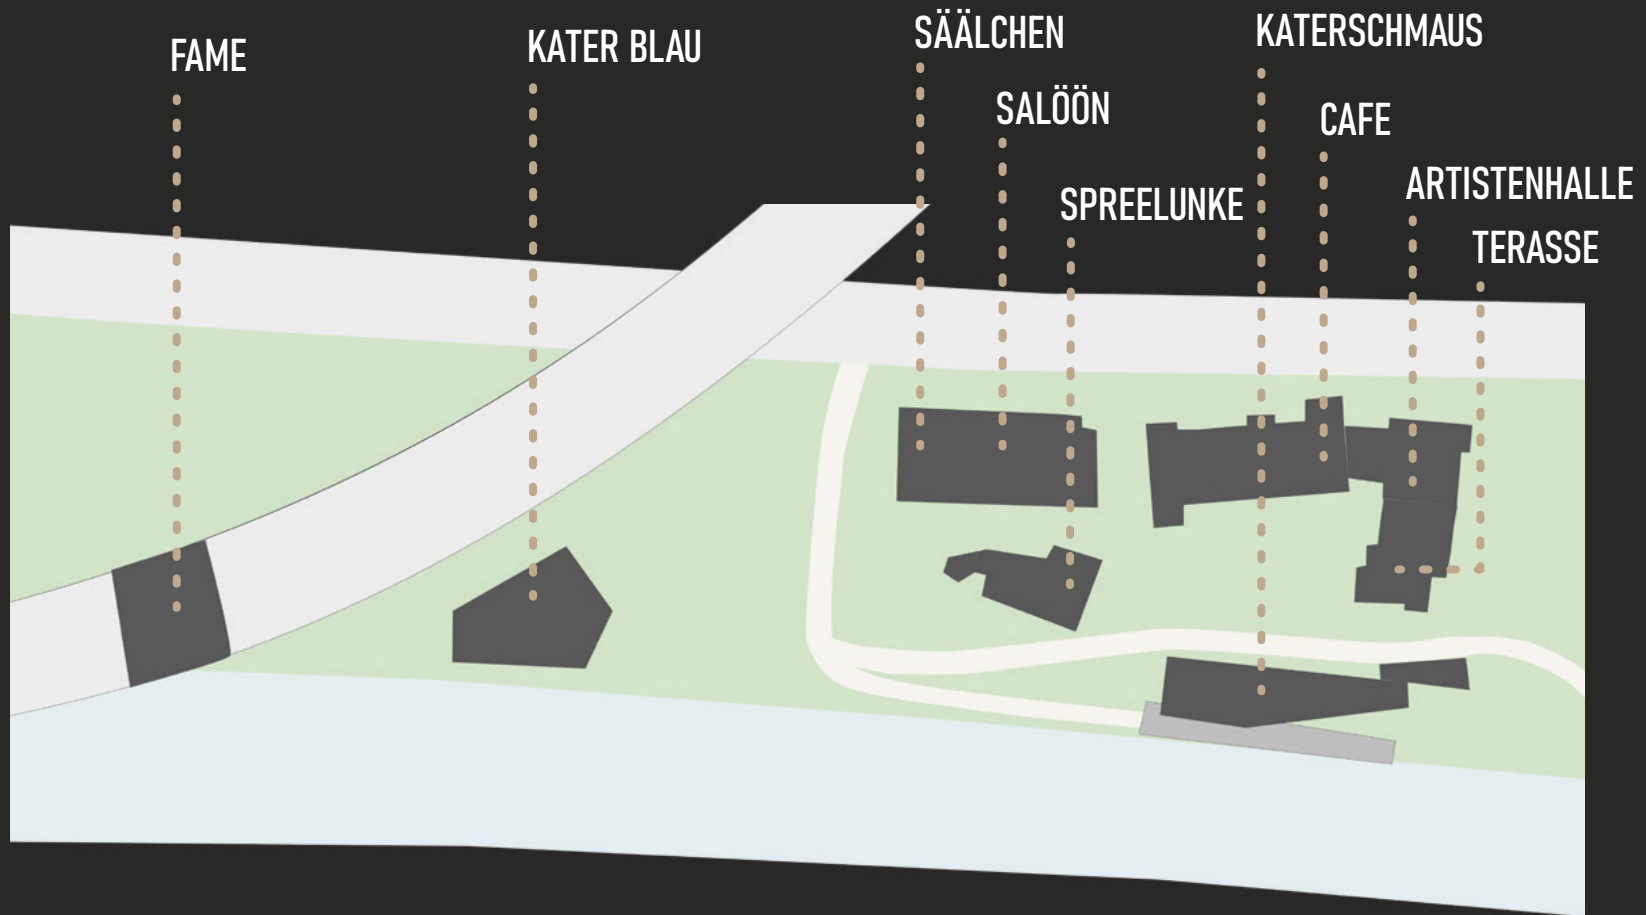 FAME
KATER BLAU
SÄÄLCHEN
KATERSCHMAUS
SALÖÖN
CAFE
SPREELUNKE
ARTISTENHALLE
TERASSE